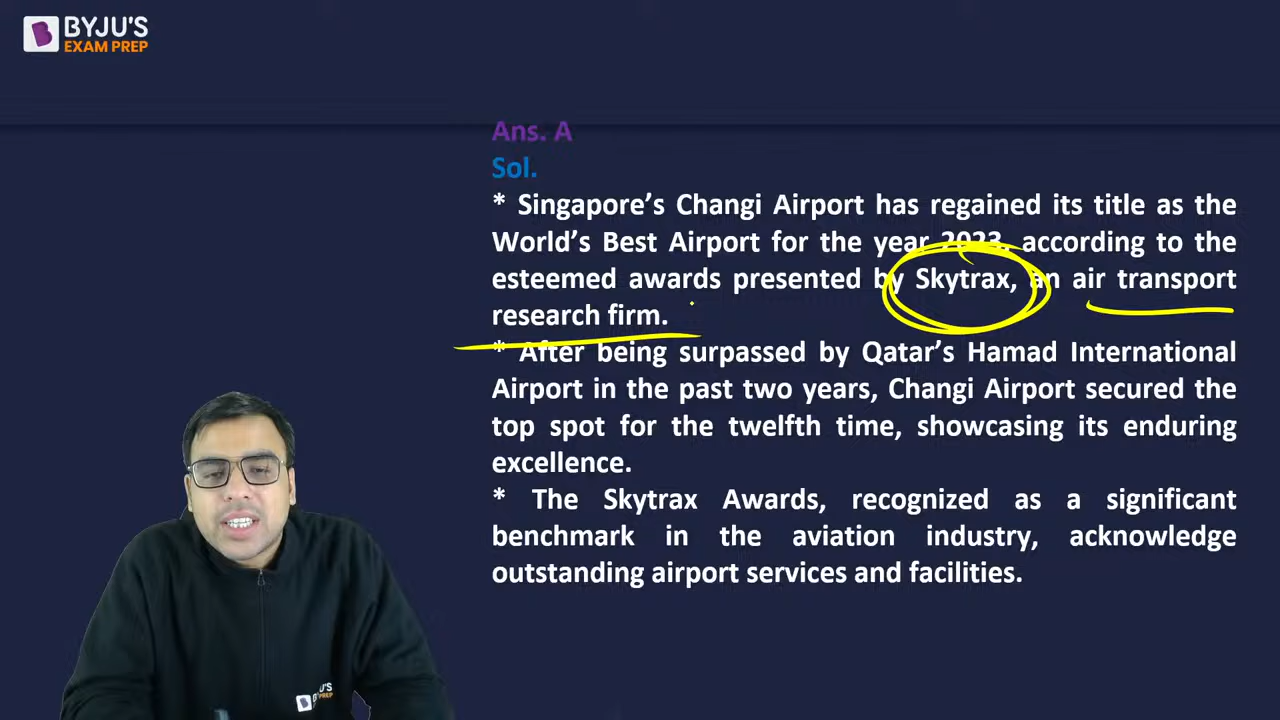 BYJU'S
EXAM PREP
Ans. A
Sol.
* Singapore’s Changi Airport has regained its title as the
World’s Best Airport for the year 2023, according to the
esteemed awards presented by Skytrax, an air transport
research firm.
* After being surpassed by Qatar’s Hamad International
Airport in the past two years, Changi Airport secured the
top spot for the twelfth time, showcasing its enduring
excellence.
* The Skytrax Awards, recognized as a significant
benchmark in the aviation industry, acknowledge
outstanding airport services and facilities.
BYJU'S
EXAM PREP